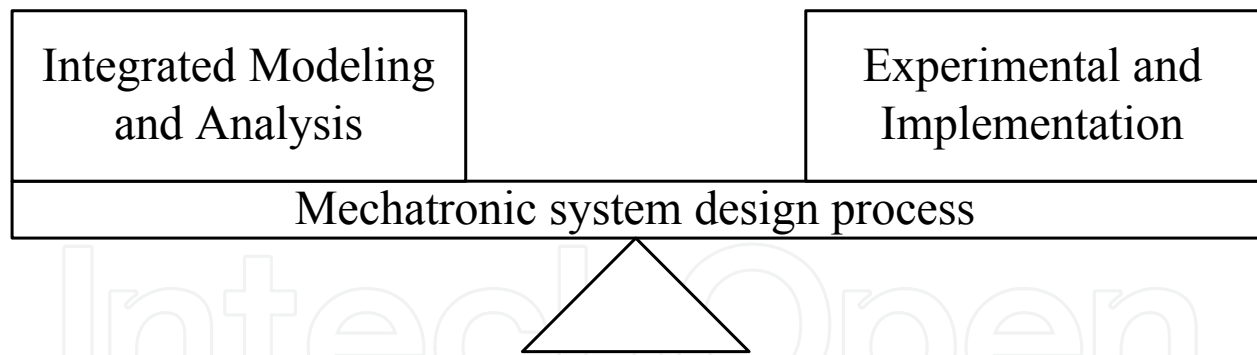 Integrated Modeling
and Analysis
Experimental and
Implementation
Mechatronic system design process
IntechOpen